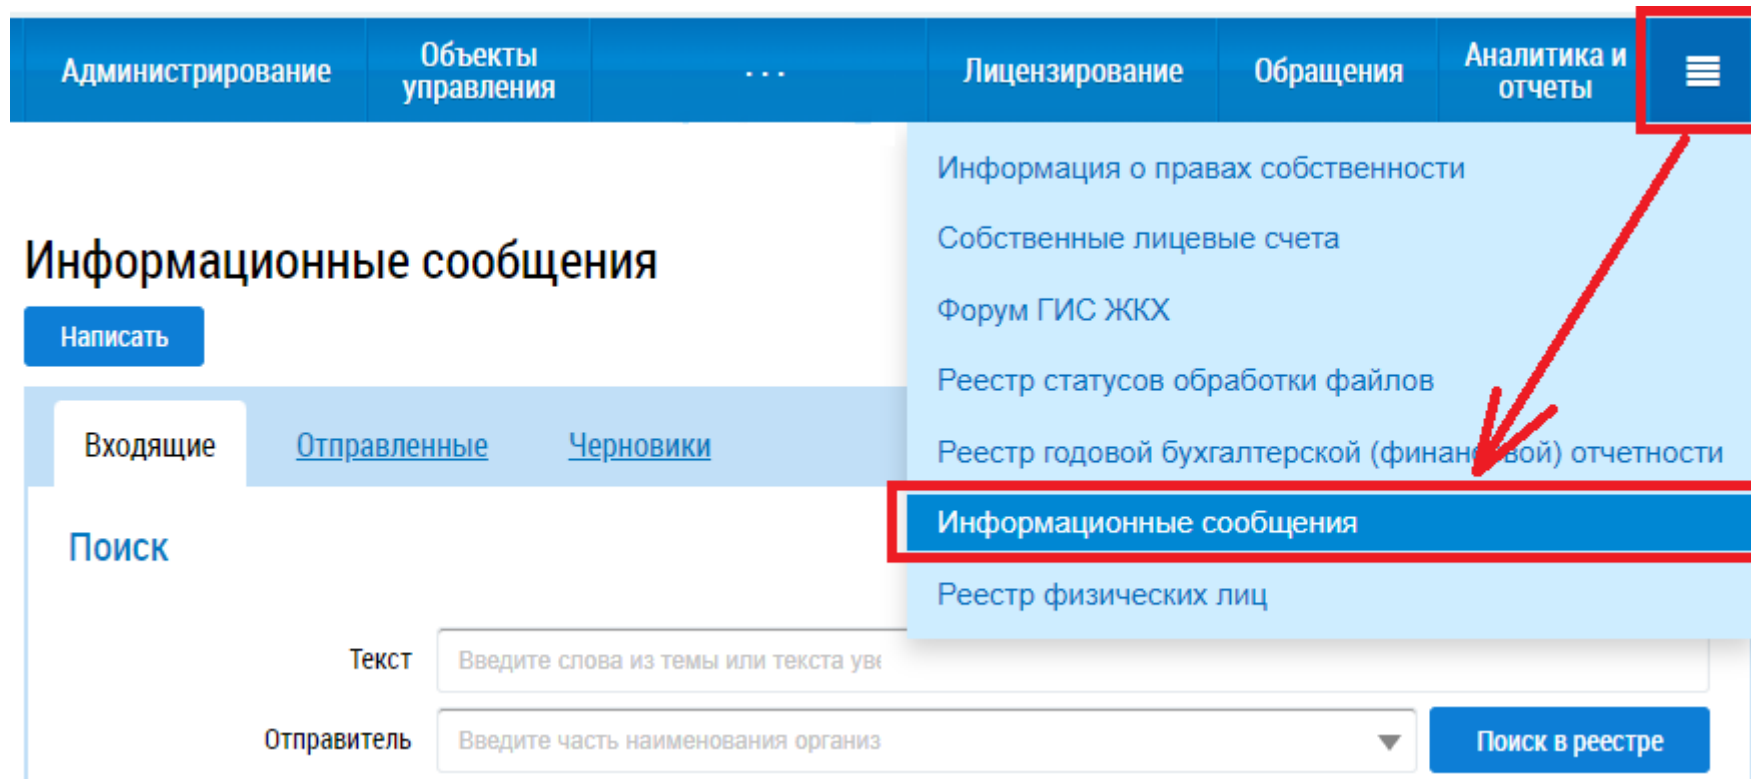 Администрирование
Объекты
управления
...
Лицензирование
Обращения
Аналитика и
отчеты
Информация о правах собственности
Собственные лицевые счета
Форум ГИС ЖКХ
Реестр статусов обработки файлов
Реестр годовой бухгалтерской (финансовой) отчетности
Информационные сообщения
Реестр физических лиц
Информационные сообщения
Написать
Входящие
Отправленные
Черновики
Поиск
Текст
Введите слова из темы или текста уве
Отправитель
Введите часть наименования организ
Поиск в реестре